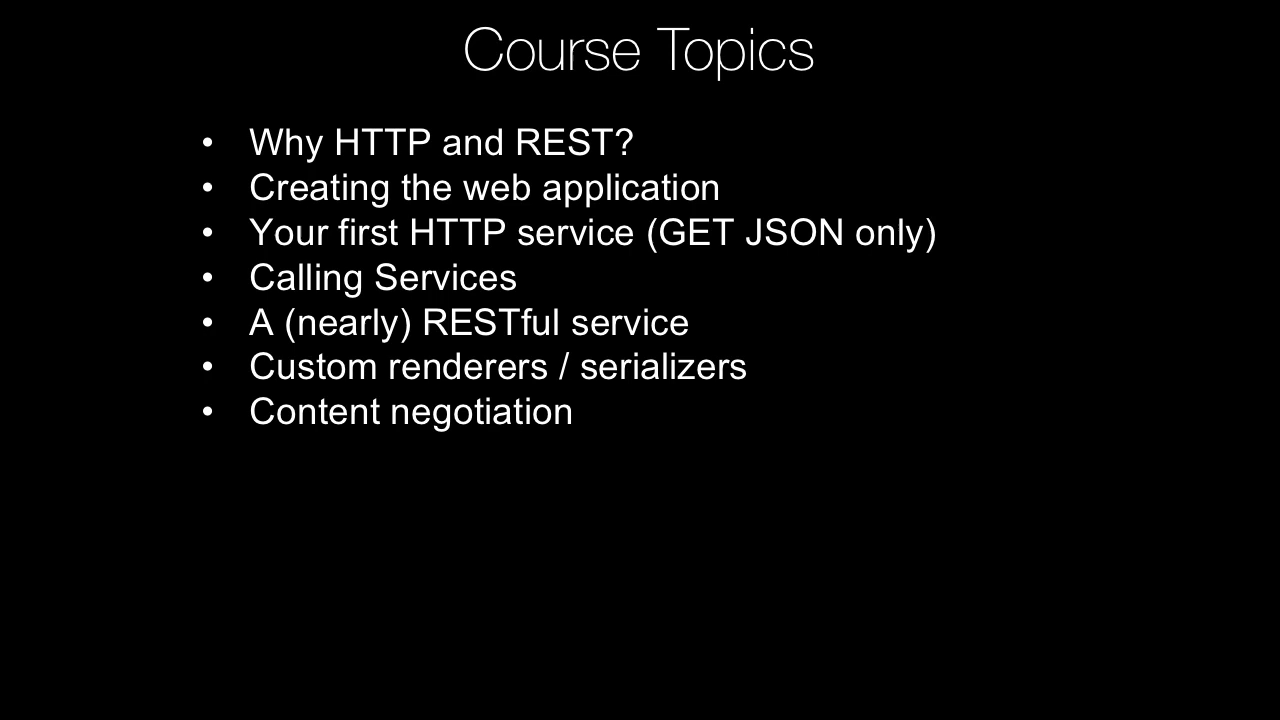 Course Topics
• Why HTTP and REST?
• Creating the web application
• Your first HTTP service (GET JSON only)
• Calling Services
• A (nearly) RESTful service
• Custom renderers / serializers
• Content negotiation